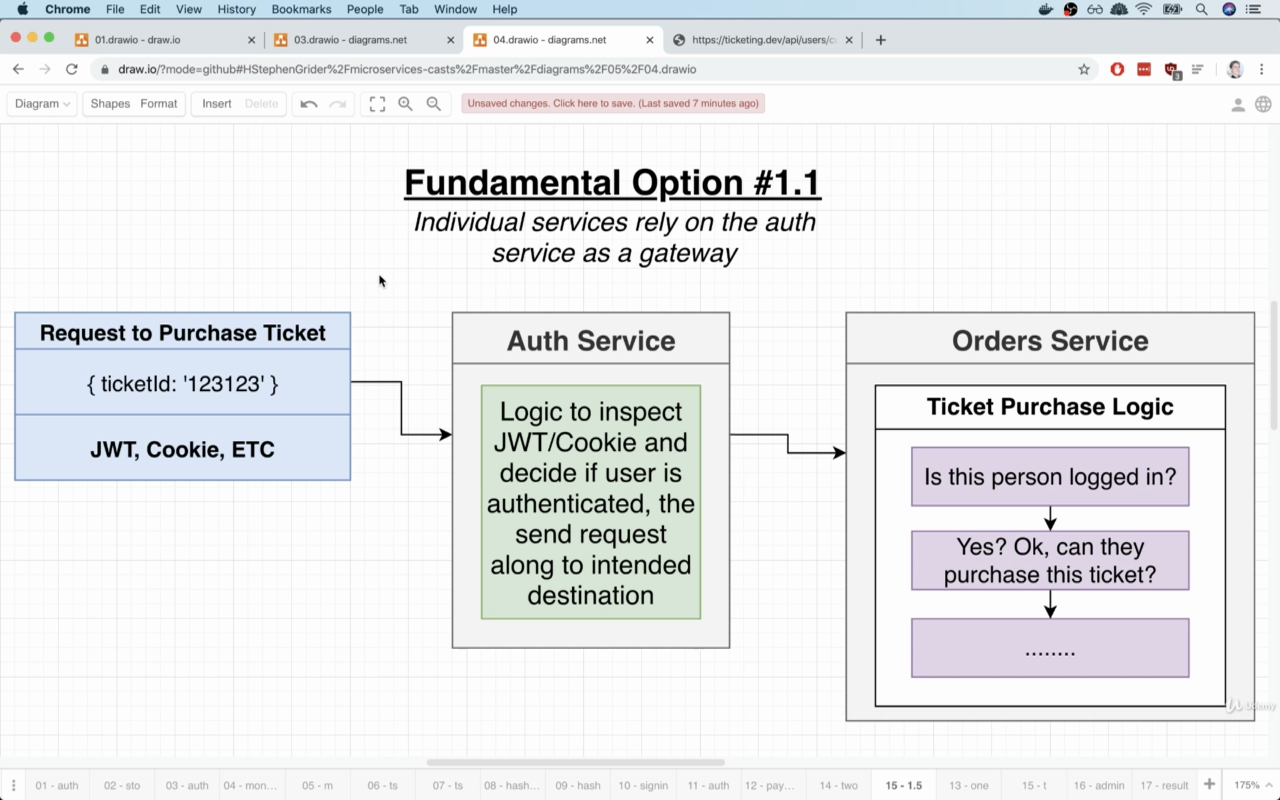 Chrome File Edit View History Bookmarks People Tab Window Help
01.drawio - draw.io
03.drawio - diagrams.net
04.drawio - diagrams.net
https://ticketing.dev/api/users/
draw.io/?mode=github#HStephenGrider%2Fmicroservices-casts%2Fmaster%2Fdiagrams%2F05%2F04.drawio
3
Diagram Shapes Format Insert Delete
Unsaved changes. Click here to save. (Last saved 7 minutes ago)
Fundamental Option #1.1
Individual services rely on the auth
service as a gateway
Request to Purchase Ticket
{ ticketId: '123123' }
JWT, Cookie, ETC
Auth Service
Logic to inspect
JWT/Cookie and
decide if user is
authenticated, the
send request
along to intended
destination
Orders Service
Ticket Purchase Logic
Is this person logged in?
Yes? Ok, can they
purchase this ticket?
........
Udemy
01 - auth 02 - sto 03 - auth 04 - mon... 05 - m 06 - ts 07 - ts 08 - hash... 09 - hash 10 - signin 11 - auth 12 - pay... 14 - two 15 - 1.5 13 - one 15 - t 16 - admin 17 - result 175%